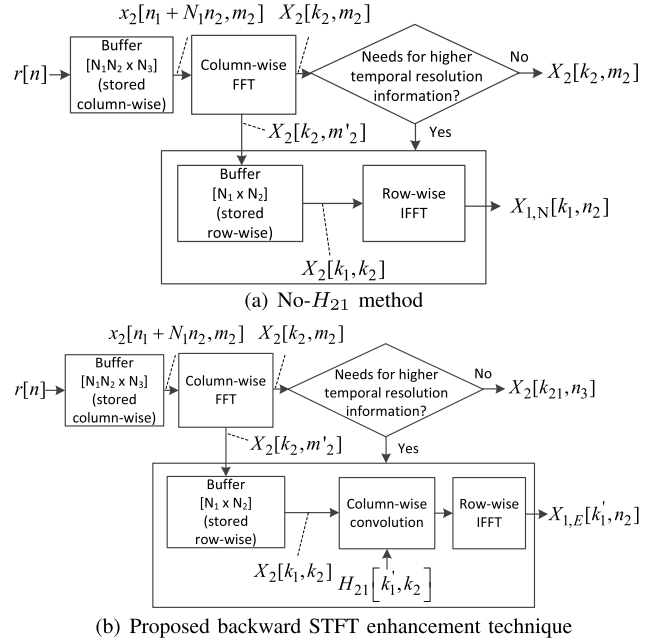 x₂[n₁ + N₁n₂, m₂] X₂[k₂, m₂]
r[n]
Buffer
[N₁N₂ x N₃]
(stored
column-wise)
Column-wise
FFT
Needs for higher
temporal resolution
information?
No
X₂[k₂, m₂]
X₂[k₂, m'₂]
Yes
Buffer
[N₁ x N₂]
(stored
row-wise)
Row-wise
IFFT
X₁,N[k₁, n₂]
X₂[k₁, k₂]
(a) No-H₂₁ method
x₂[n₁ + N₁n₂, m₂] X₂[k₂, m₂]
r[n]
Buffer
[N₁N₂ x N₃]
(stored
column-wise)
Column-wise
FFT
Needs for higher
temporal resolution
information?
No
X₂[k₂₁, n₃]
X₂[k₂, m'₂]
Yes
Buffer
[N₁ x N₂]
(stored
row-wise)
Column-wise
convolution
Row-wise
IFFT
X₁,E[k'₁, n₂]
X₂[k₁, k₂]
H₂₁[k'₁, k₂]
(b) Proposed backward STFT enhancement technique